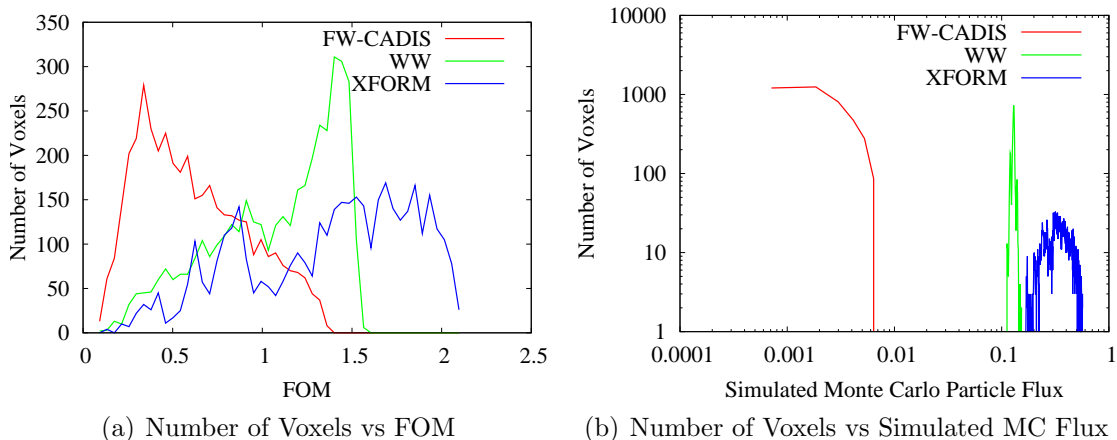 350
300
250
200
150
100
50
0
Number of Voxels
FW-CADIS
WW
XFORM
0 0.5 1 1.5 2 2.5
FOM
(a) Number of Voxels vs FOM
10000
1000
100
10
1
Number of Voxels
FW-CADIS
WW
XFORM
0.0001 0.001 0.01 0.1 1
Simulated Monte Carlo Particle Flux
(b) Number of Voxels vs Simulated MC Flux